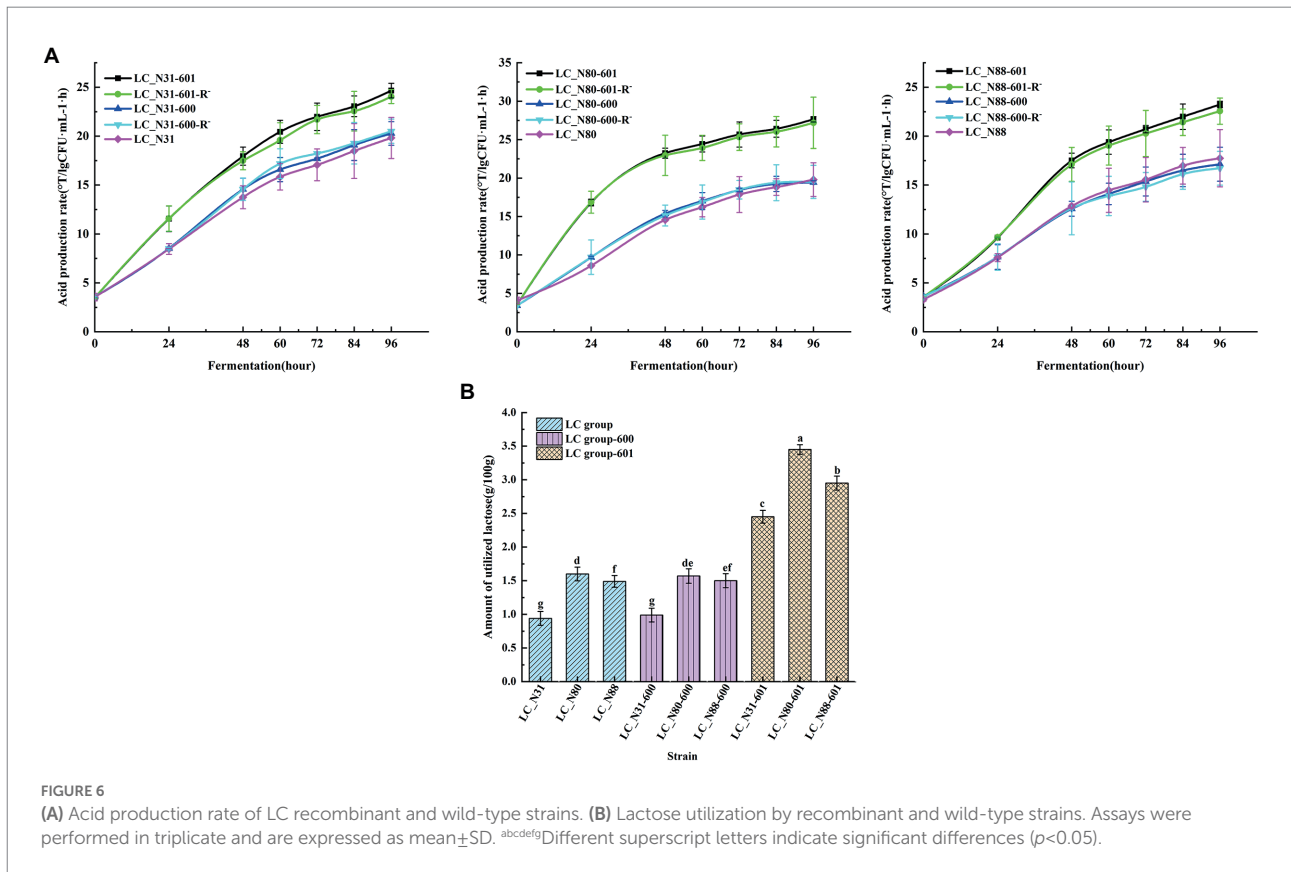 A
LC_N31-601
LC_N31-601-R-
LC_N31-600
LC_N31-600-R-
LC_N31
Acid production rate(°T/lgCFU·mL-1·h)
25
20
15
10
5
0
0 24 48 60 72 84 96
Fermentation(hour)
LC_N80-601
LC_N80-601-R-
LC_N80-600
LC_N80-600-R-
LC_N80
Acid production rate(°T/lgCFU·mL-1·h)
35
30
25
20
15
10
5
0
0 24 48 60 72 84 96
Fermentation(hour)
LC_N88-601
LC_N88-601-R-
LC_N88-600
LC_N88-600-R-
LC_N88
Acid production rate(°T/lgCFU·mL-1·h)
25
20
15
10
5
0
0 24 48 60 72 84 96
Fermentation(hour)
B
LC group
LC group-600
LC group-601
Amount of utilized lactose(g/100g)
4.0
3.5
3.0
2.5
2.0
1.5
1.0
0.5
0.0
g d f g de ef c a b
LC_N31 LC_N80 LC_N88 LC_N31-600 LC_N80-600 LC_N88-600 LC_N31-601 LC_N80-601 LC_N88-601
Strain
FIGURE 6
(A) Acid production rate of LC recombinant and wild-type strains. (B) Lactose utilization by recombinant and wild-type strains. Assays were
performed in triplicate and are expressed as mean±SD. abcdefgDifferent superscript letters indicate significant differences (p<0.05).